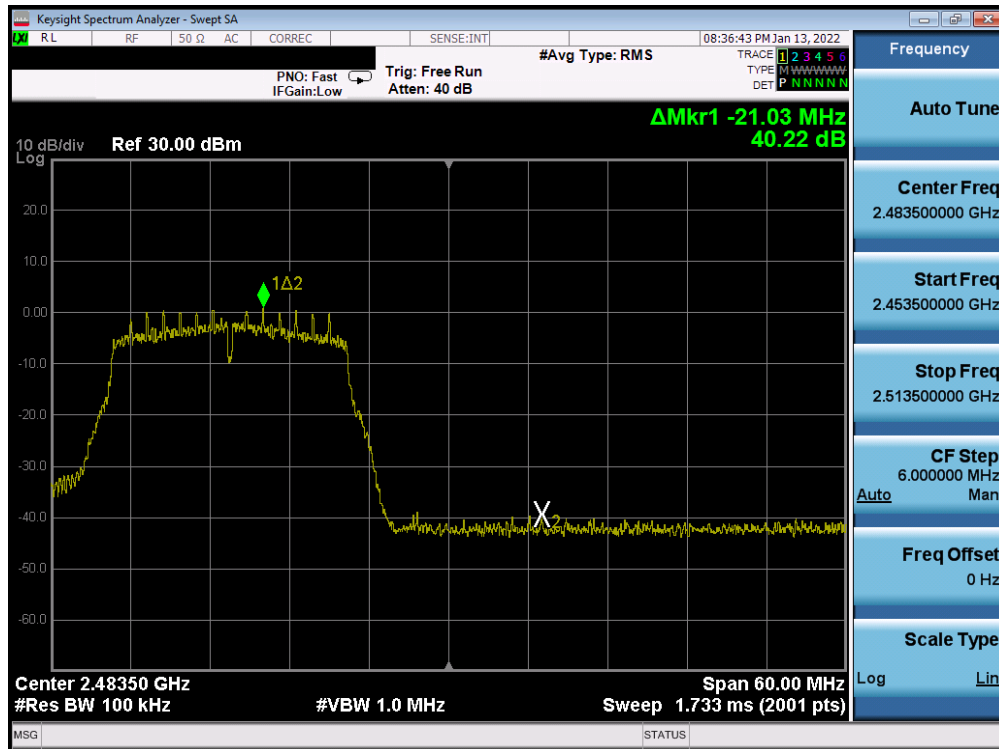 Keysight Spectrum Analyzer - Swept SA
LXI RL RF 50 Ω AC CORREC SENSE:INT 08:36:43 PM Jan 13, 2022
#Avg Type: RMS TRACE 1 2 3 4 5 6
PNO: Fast Trig: Free Run TYPE M WWWWW
IFGain:Low Atten: 40 dB DET P N N N N N
ΔMkr1 -21.03 MHz
40.22 dB
10 dB/div Ref 30.00 dBm
Log
20.0
10.0
1Δ2
0.00
-10.0
-20.0
-30.0
-40.0
X2
-50.0
-60.0
Center 2.48350 GHz Span 60.00 MHz
#Res BW 100 kHz #VBW 1.0 MHz Sweep 1.733 ms (2001 pts)
MSG STATUS
Frequency
Auto Tune
Center Freq
2.483500000 GHz
Start Freq
2.453500000 GHz
Stop Freq
2.513500000 GHz
CF Step
6.000000 MHz
Auto Man
Freq Offset
0 Hz
Scale Type
Log Lin